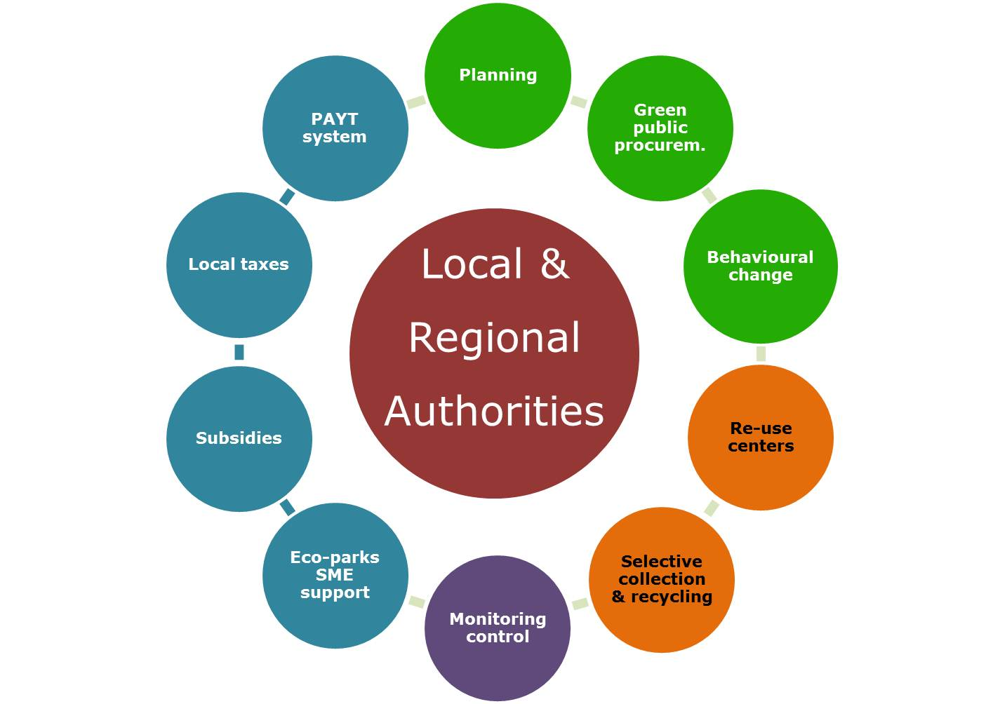 Planning
Green
public
procurem.
Behavioural
change
Re-use
centers
Selective
collection
& recycling
Monitoring
control
Eco-parks
SME
support
Subsidies
Local taxes
PAYT
system
Local &
Regional
Authorities